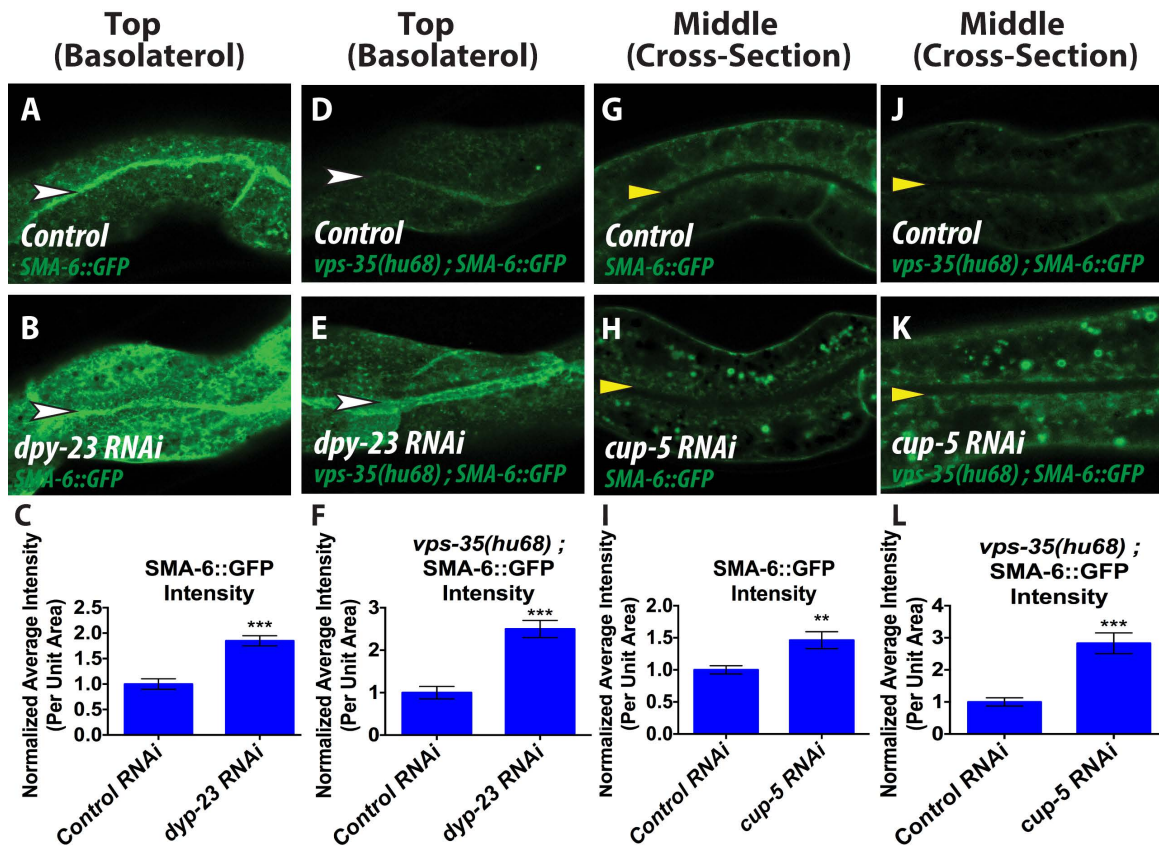 Top
(Basolaterol)
Top
(Basolaterol)
Middle
(Cross-Section)
Middle
(Cross-Section)
A
Control
SMA-6::GFP
D
Control
vps-35(hu68) ; SMA-6::GFP
G
Control
SMA-6::GFP
J
Control
vps-35(hu68) ; SMA-6::GFP
B
dpy-23 RNAi
SMA-6::GFP
E
dpy-23 RNAi
vps-35(hu68) ; SMA-6::GFP
H
cup-5 RNAi
SMA-6::GFP
K
cup-5 RNAi
vps-35(hu68) ; SMA-6::GFP
C
SMA-6::GFP
Intensity
Normalized Average Intensity
(Per Unit Area)
2.5
2.0
1.5
1.0
0.5
0.0
***
Control RNAi
dyp-23 RNAi
F
vps-35(hu68) ;
SMA-6::GFP
Intensity
Normalized Average Intensity
(Per Unit Area)
3
2
1
0
***
Control RNAi
dyp-23 RNAi
I
SMA-6::GFP
Intensity
Normalized Average Intensity
(Per Unit Area)
2.0
1.5
1.0
0.5
0.0
**
Control RNAi
cup-5 RNAi
L
vps-35(hu68) ;
SMA-6::GFP
Intensity
Normalized Average Intensity
(Per Unit Area)
4
3
2
1
0
***
Control RNAi
cup-5 RNAi